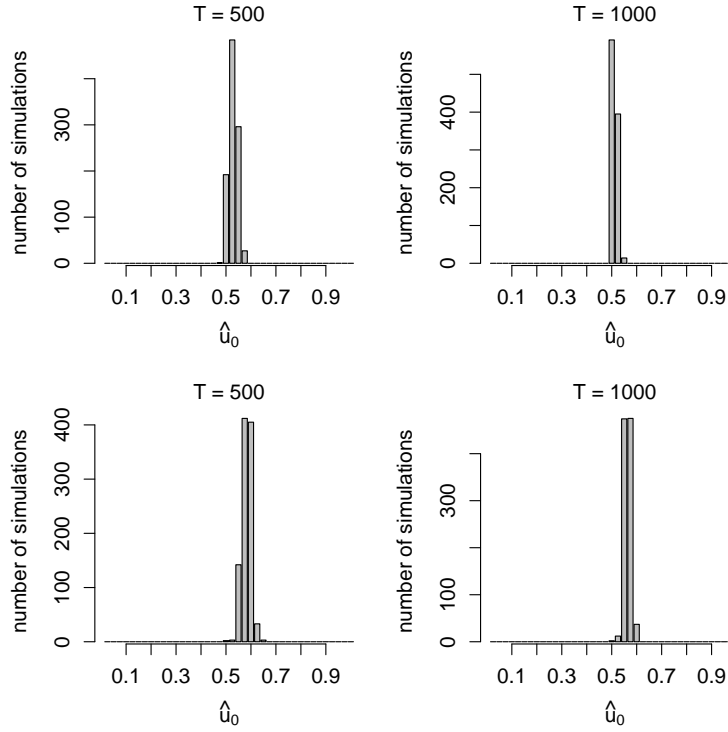 T = 500
number of simulations
0 100 300
0.1 0.3 0.5 0.7 0.9
û₀
T = 1000
number of simulations
0 200 400
0.1 0.3 0.5 0.7 0.9
û₀
T = 500
number of simulations
0 100 200 300 400
0.1 0.3 0.5 0.7 0.9
û₀
T = 1000
number of simulations
0 100 300
0.1 0.3 0.5 0.7 0.9
û₀